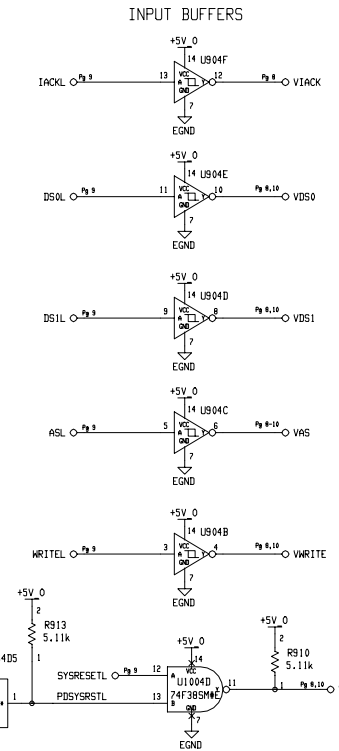 INPUT BUFFERS
+5V_0
14 U904F
IACKL Pg 9 13 VCC A Y GND 12 Pg 8 VIACK
7
EGND
+5V_0
14 U904E
DS0L Pg 9 11 VCC A Y GND 10 Pg 8,10 VDS0
7
EGND
+5V_0
14 U904D
DS1L Pg 9 9 VCC A Y GND 8 Pg 8,10 VDS1
7
EGND
+5V_0
14 U904C
ASL Pg 9 5 VCC A Y GND 6 Pg 8-10 VAS
7
EGND
+5V_0
14 U904B
WRITEL Pg 9 3 VCC A Y GND 4 Pg 8,10 VWRITE
7
EGND
+5V_0
2
R913
5.11k
1
4D5
1
+5V_0
2
R910
5.11k
1
SYSRESETL Pg 9 12 A
PDSYSRSTL 13 B
14
VCC
U1004D
74F38SMOE
Y
GND
7
11
Pg 8,10
EGND